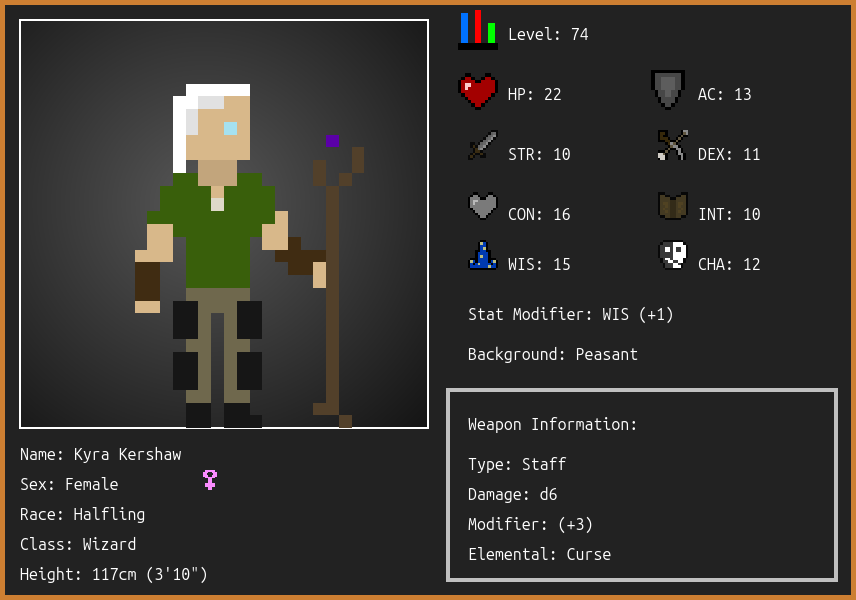 Level: 74
HP: 22
AC: 13
STR: 10
DEX: 11
CON: 16
INT: 10
WIS: 15
CHA: 12
Stat Modifier: WIS (+1)
Background: Peasant
Weapon Information:
Type: Staff
Damage: d6
Modifier: (+3)
Elemental: Curse
Name: Kyra Kershaw
Sex: Female
Race: Halfling
Class: Wizard
Height: 117cm (3'10")